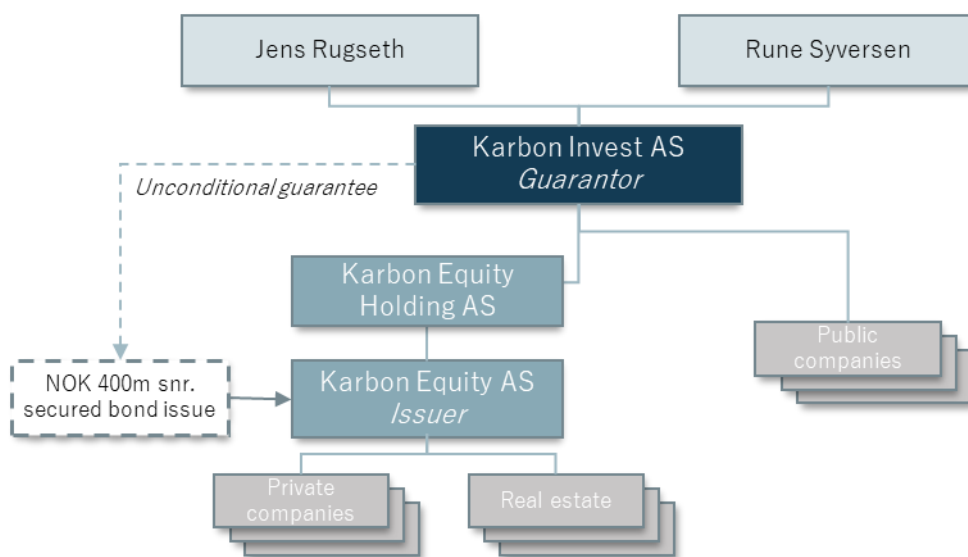 Jens Rugseth
Rune Syversen
Karbon Invest AS
Guarantor
Unconditional guarantee
Karbon Equity
Holding AS
Public
companies
NOK 400m snr.
secured bond issue
Karbon Equity AS
Issuer
Private
companies
Real estate